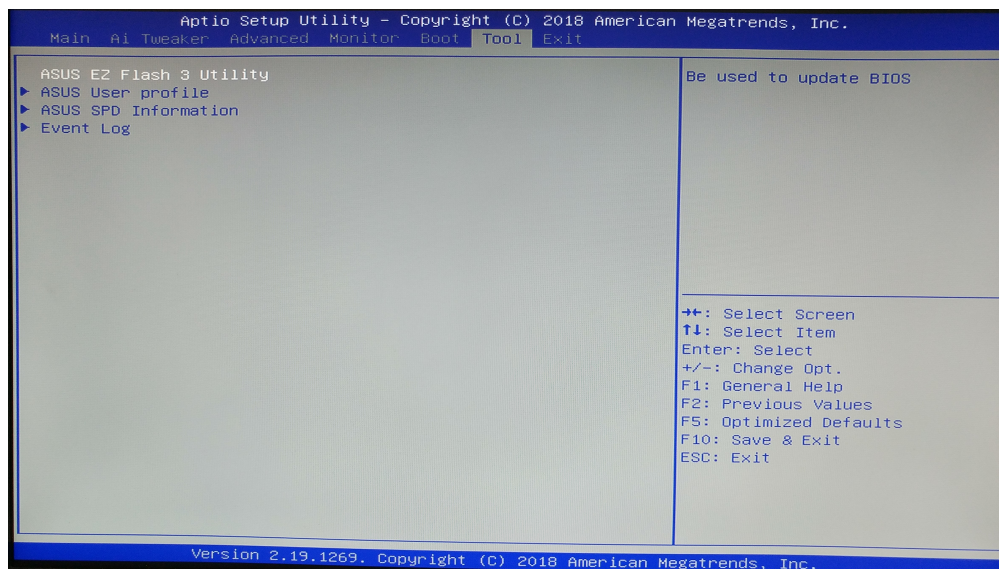 Aptio Setup Utility – Copyright (C) 2018 American Megatrends, Inc.
Main Ai Tweaker Advanced Monitor Boot Tool Exit
ASUS EZ Flash 3 Utility
▶ ASUS User profile
▶ ASUS SPD Information
▶ Event Log
Be used to update BIOS
→←: Select Screen
↑↓: Select Item
Enter: Select
+/-: Change Opt.
F1: General Help
F2: Previous Values
F5: Optimized Defaults
F10: Save & Exit
ESC: Exit
Version 2.19.1269. Copyright (C) 2018 American Megatrends, Inc.